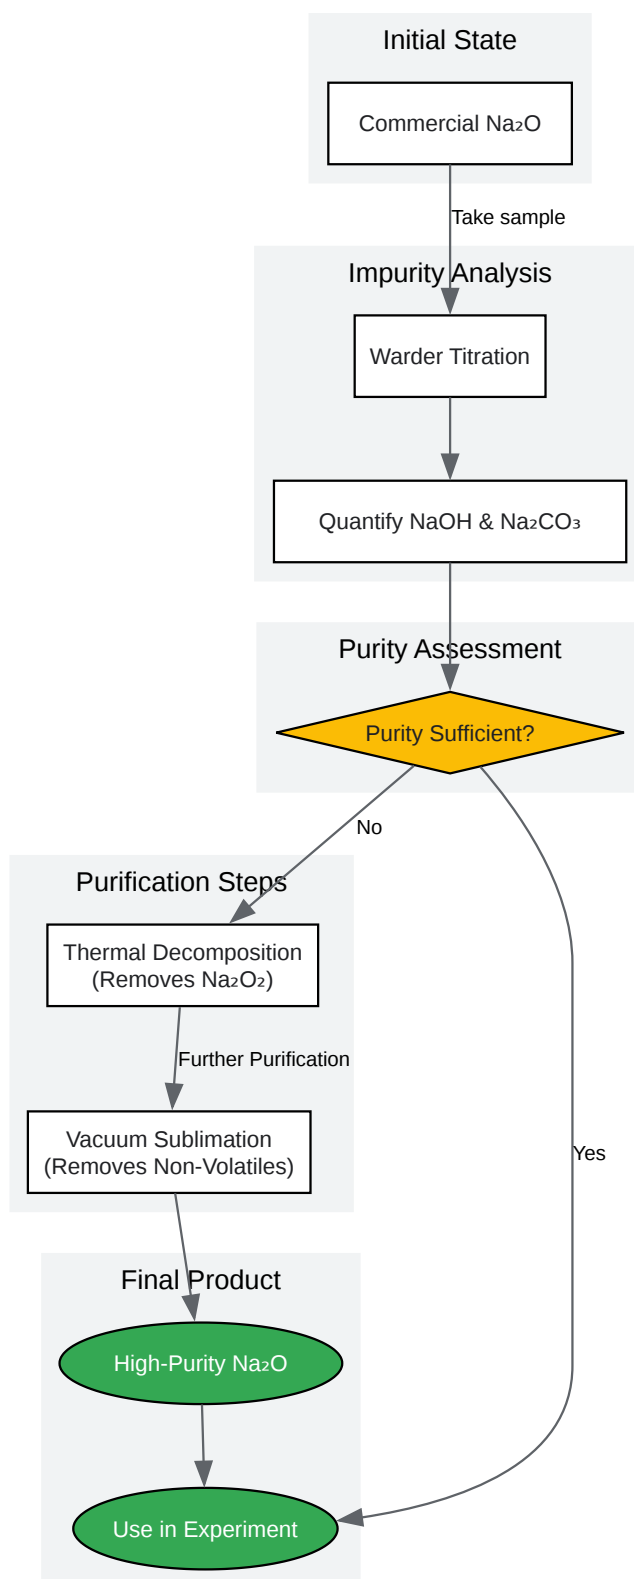 Initial State
Commercial Na₂O
Take sample
Impurity Analysis
Warder Titration
Quantify NaOH & Na₂CO₃
Purity Assessment
Purity Sufficient?
No
Purification Steps
Thermal Decomposition
(Removes Na₂O₂)
Further Purification
Vacuum Sublimation
(Removes Non-Volatiles)
Yes
Final Product
High-Purity Na₂O
Use in Experiment